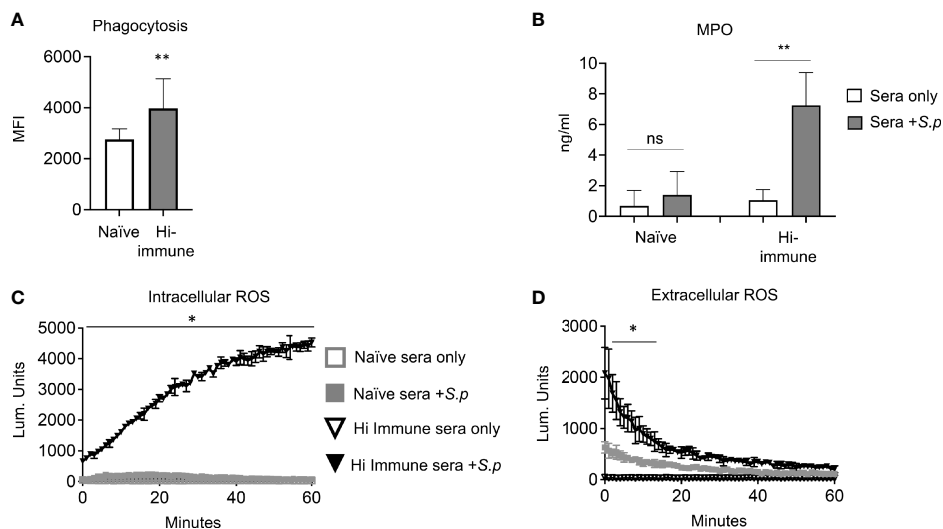 A
Phagocytosis
6000
4000
2000
0
MFI
**
Naïve
Hi-
immune
B
MPO
10
8
6
4
2
0
ng/ml
ns
**
Naïve
Hi-
immune
Sera only
Sera +S.p
C
Intracellular ROS
*
5000
4000
3000
2000
1000
0
Lum. Units
0 20 40 60
Minutes
Naïve sera only
Naïve sera +S.p
Hi Immune sera only
Hi Immune sera +S.p
D
Extracellular ROS
*
3000
2000
1000
0
Lum. Units
0 20 40 60
Minutes